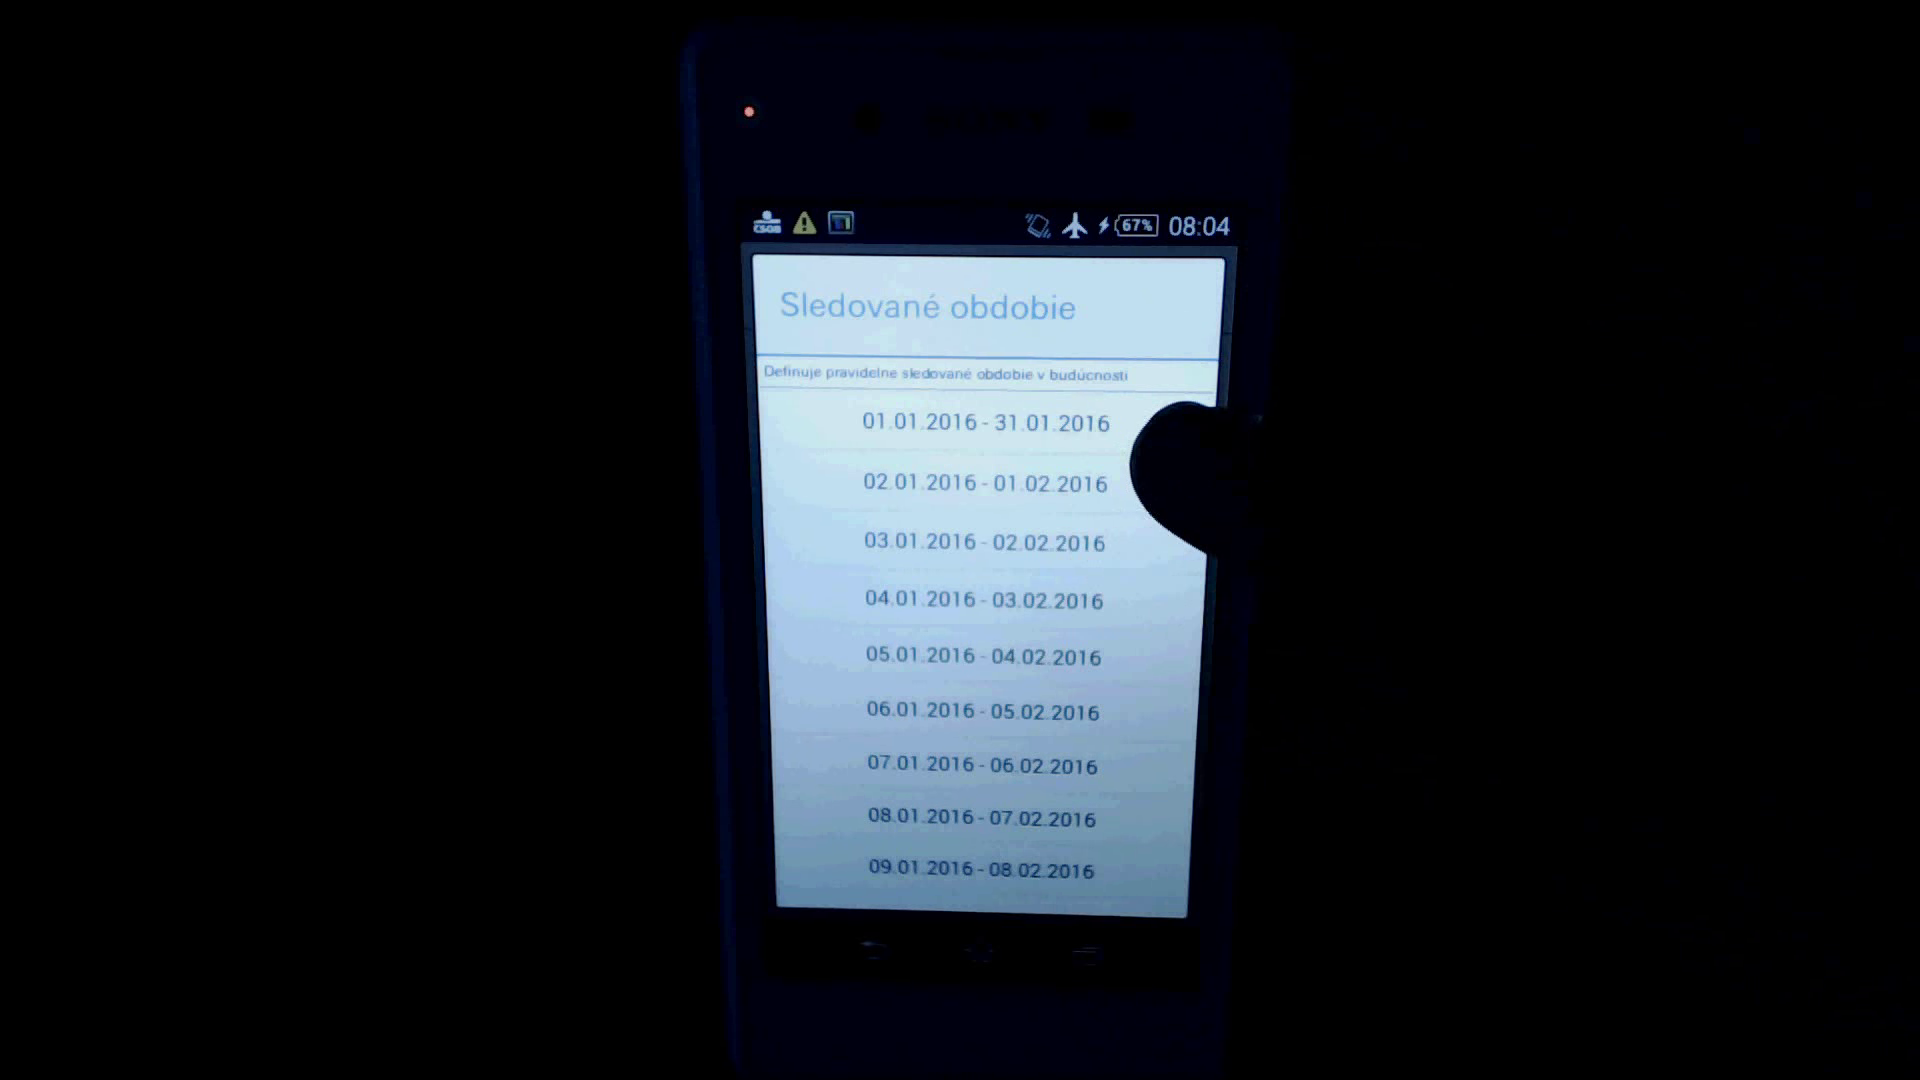 ČSOB
67% 08:04
Sledované obdobie
Definuje pravidelne sledované obdobie v budúcnosti
01.01.2016 - 31.01.2016
02.01.2016 - 01.02.2016
03.01.2016 - 02.02.2016
04.01.2016 - 03.02.2016
05.01.2016 - 04.02.2016
06.01.2016 - 05.02.2016
07.01.2016 - 06.02.2016
08.01.2016 - 07.02.2016
09.01.2016 - 08.02.2016